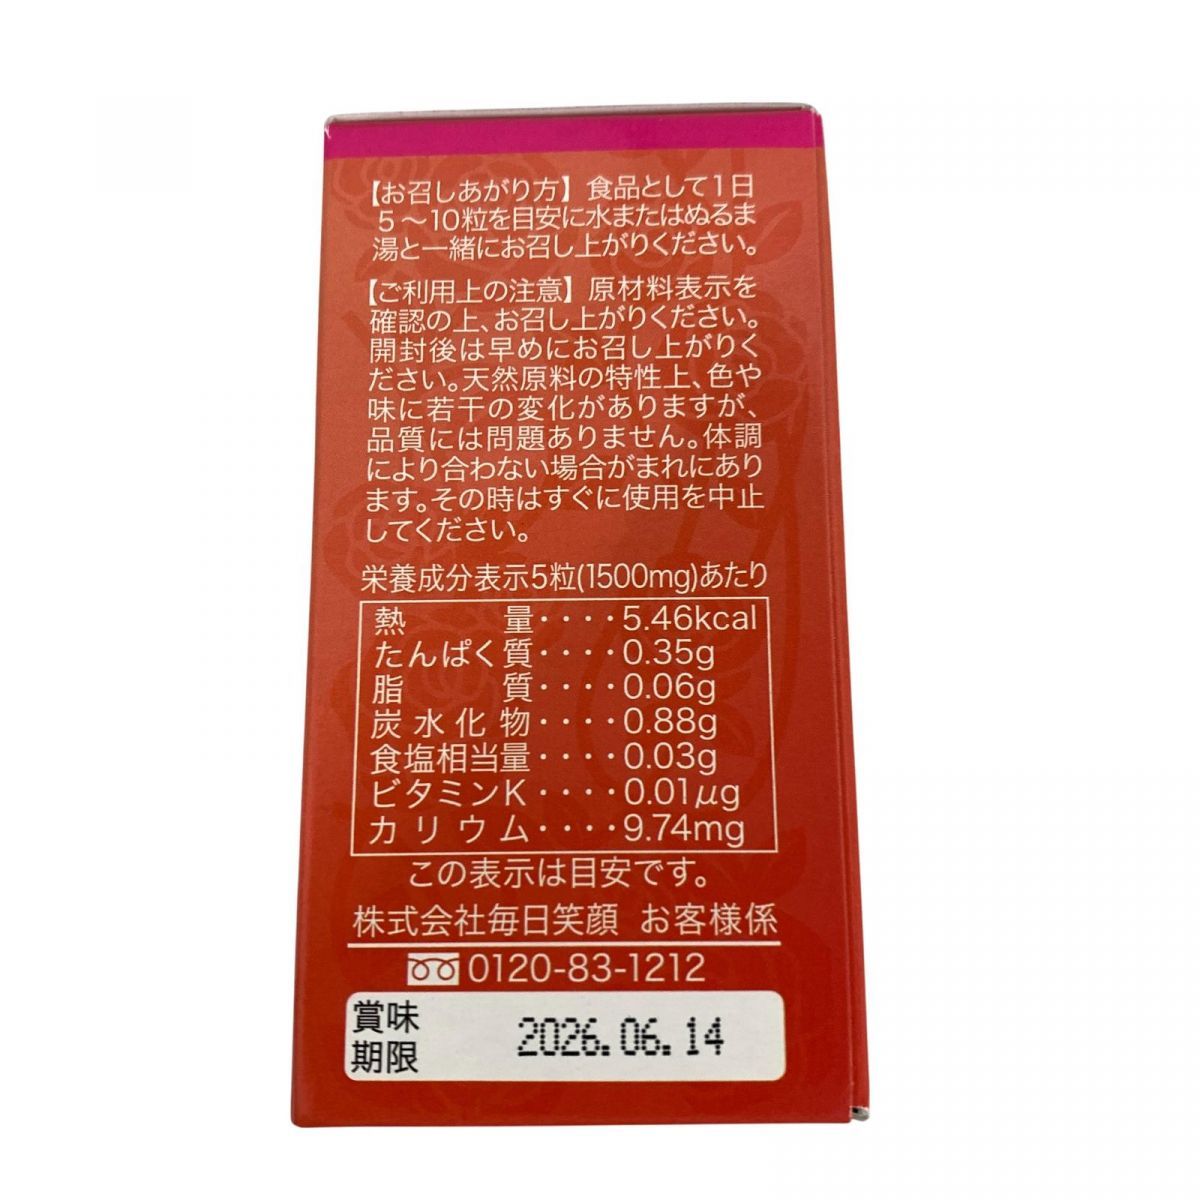 【お召しあがり方】食品として1日
5～10粒を目安に水またはぬるま
湯と一緒にお召し上がりください。
【ご利用上の注意】原材料表示を
確認の上、お召し上がりください。
開封後は早めにお召し上がりく
ださい。天然原料の特性上、色や
味に若干の変化がありますが、
品質には問題ありません。体調
により合わない場合がまれにあり
ます。その時はすぐに使用を中止
してください。
栄養成分表示5粒(1500mg)あたり
熱量････5.46kcal
たんぱく質････0.35g
脂質････0.06g
炭水化物････0.88g
食塩相当量････0.03g
ビタミンK････0.01μg
カリウム････9.74mg
この表示は目安です。
株式会社毎日笑顔 お客様係
0120-83-1212
賞味期限 2026.06.14